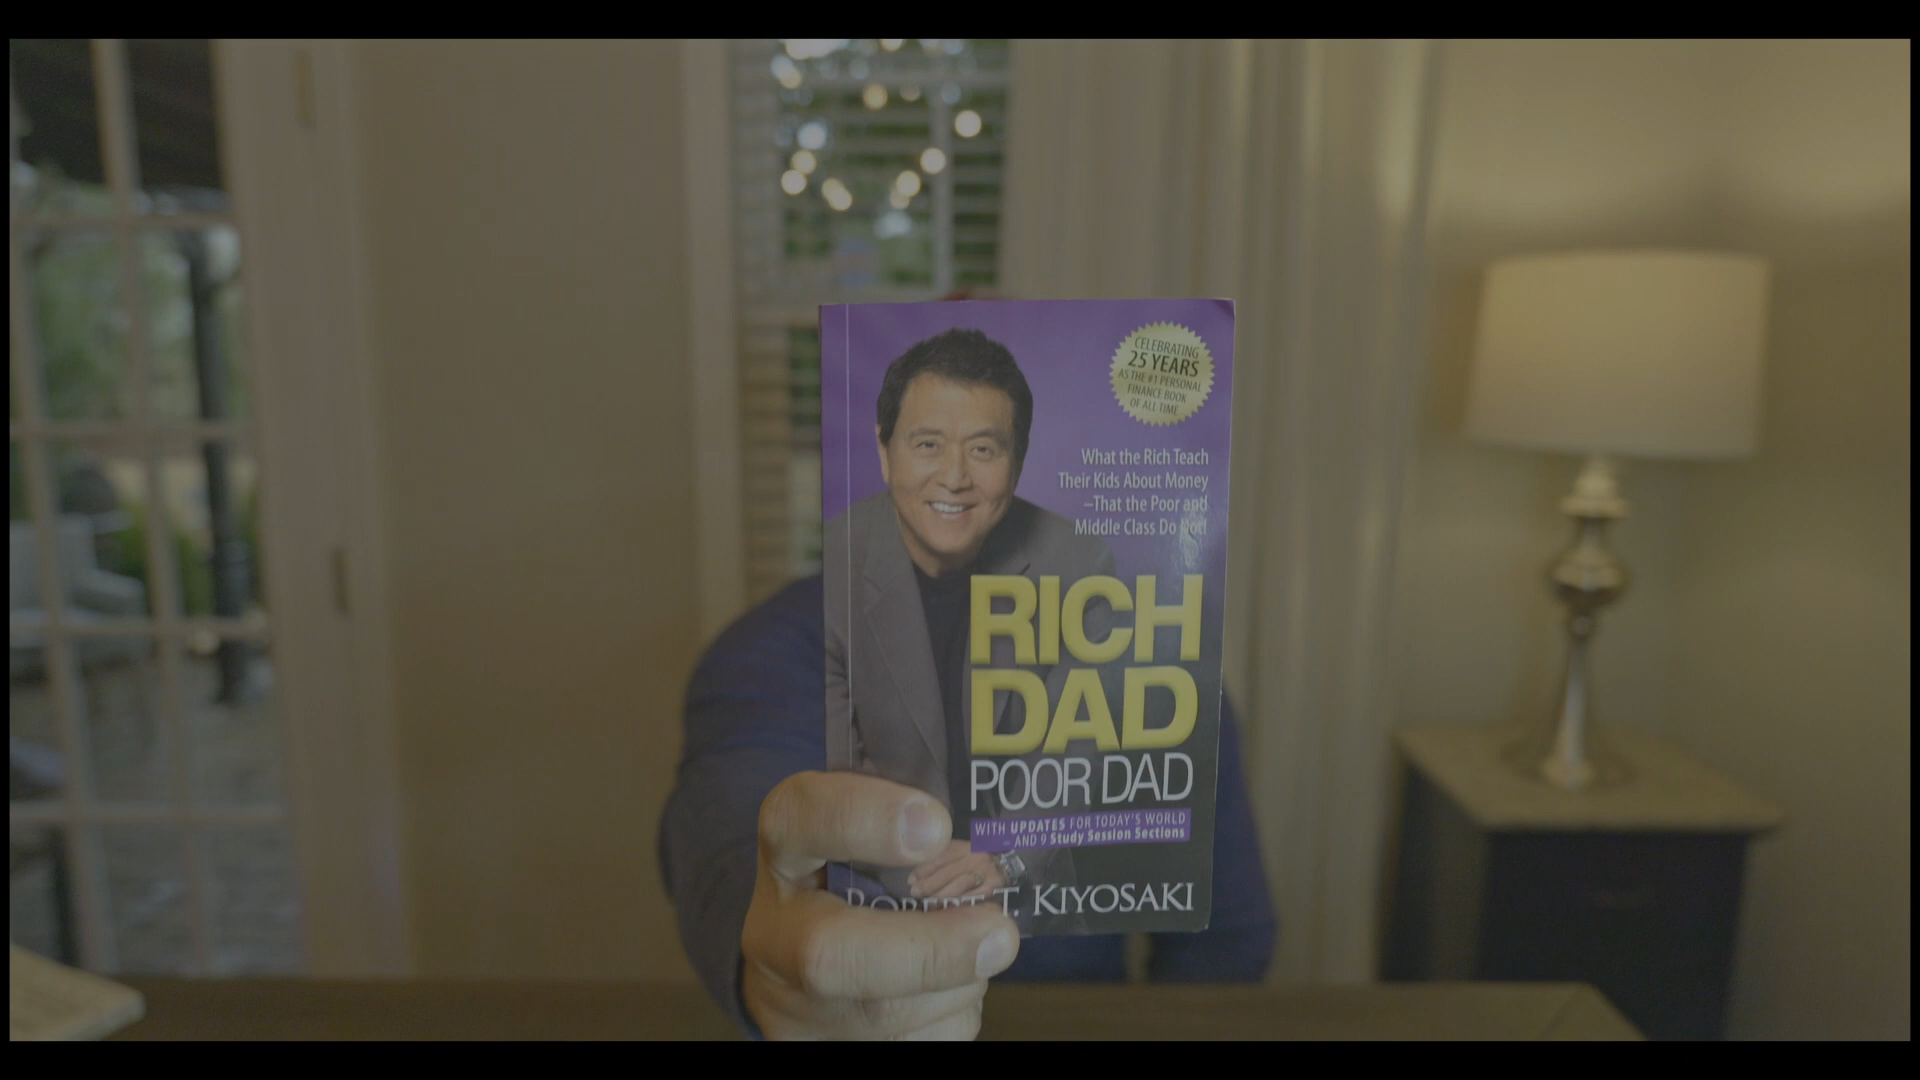 CELEBRATING
25 YEARS
AS THE #1 PERSONAL
FINANCE BOOK
OF ALL TIME
What the Rich Teach
Their Kids About Money
–That the Poor and
Middle Class Do Not!
RICH
DAD
POOR DAD
WITH UPDATES FOR TODAY'S WORLD
– AND 9 Study Session Sections
ROBERT T. KIYOSAKI